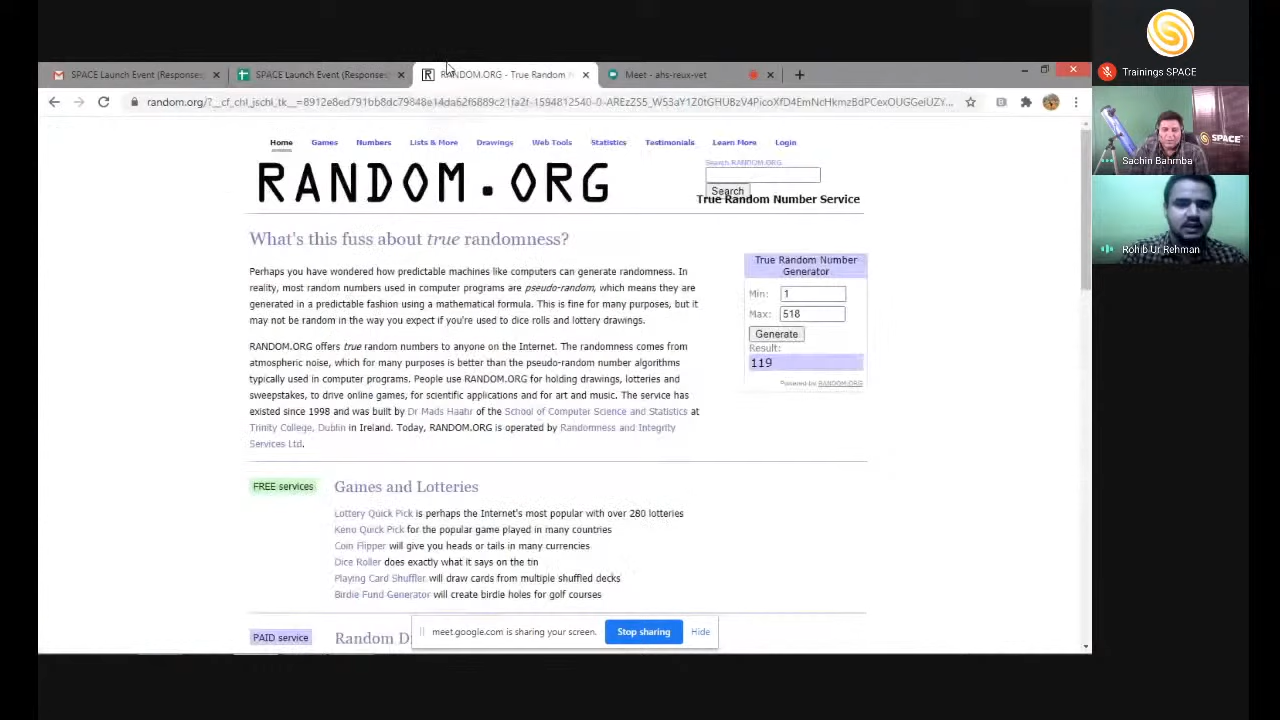 SPACE Launch Event (Response
SPACE Launch Event (Response
RANDOM.ORG - True Random
Meet - ahs-reux-vet
Home Games Numbers Lists & More Drawings Web Tools Statistics Testimonials Learn More Login
RANDOM.ORG
Search RANDOM.ORG
Search
True Random Number Service
What's this fuss about true randomness?
Perhaps you have wondered how predictable machines like computers can generate randomness. In
reality, most random numbers used in computer programs are pseudo-random, which means they are
generated in a predictable fashion using a mathematical formula. This is fine for many purposes, but it
may not be random in the way you expect if you're used to dice rolls and lottery drawings.
RANDOM.ORG offers true random numbers to anyone on the Internet. The randomness comes from
atmospheric noise, which for many purposes is better than the pseudo-random number algorithms
typically used in computer programs. People use RANDOM.ORG for holding drawings, lotteries and
sweepstakes, to drive online games, for scientific applications and for art and music. The service has
existed since 1998 and was built by Dr Mads Haahr of the School of Computer Science and Statistics at
Trinity College, Dublin in Ireland. Today, RANDOM.ORG is operated by Randomness and Integrity
Services Ltd.
True Random Number
Generator
Min: 1
Max: 518
Generate
Result:
119
Powered by RANDOM.ORG
FREE services
Games and Lotteries
Lottery Quick Pick is perhaps the Internet's most popular with over 280 lotteries
Keno Quick Pick for the popular game played in many countries
Coin Flipper will give you heads or tails in many currencies
Dice Roller does exactly what it says on the tin
Playing Card Shuffler will draw cards from multiple shuffled decks
Birdie Fund Generator will create birdie holes for golf courses
PAID service
Random D
meet.google.com is sharing your screen.
Stop sharing
Hide
Trainings SPACE
SPACE
Sachin Bahmba
Rohib Ur Rehman